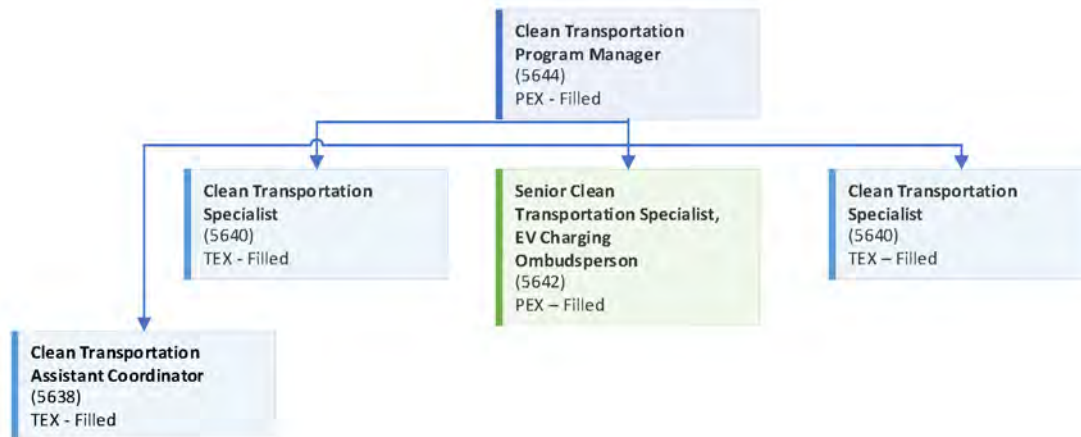 Clean Transportation
Program Manager
(5644)
PEX - Filled
Clean Transportation
Specialist
(5640)
TEX - Filled
Senior Clean
Transportation Specialist,
EV Charging
Ombudsperson
(5642)
PEX – Filled
Clean Transportation
Specialist
(5640)
TEX – Filled
Clean Transportation
Assistant Coordinator
(5638)
TEX - Filled